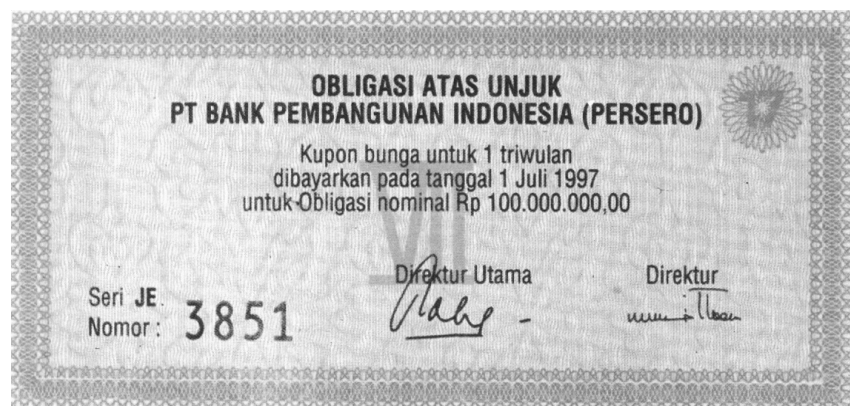 OBLIGASI ATAS UNJUK
PT BANK PEMBANGUNAN INDONESIA (PERSERO)
17
Kupon bunga untuk 1 triwulan
dibayarkan pada tanggal 1 Juli 1997
untuk Obligasi nominal Rp 100.000.000,00
VII
Direktur Utama
Direktur
Seri JE
Nomor : 3851